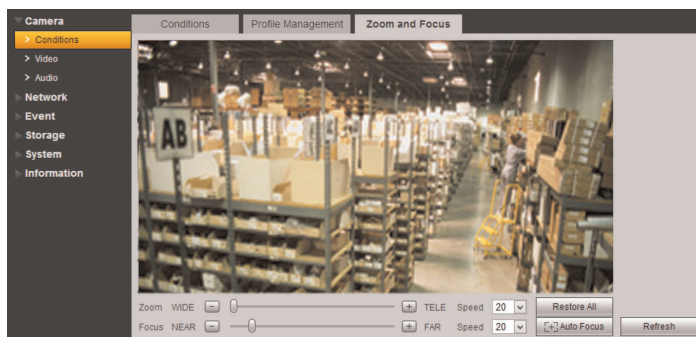 Camera
Conditions
Video
Audio
Network
Event
Storage
System
Information
Conditions Profile Management Zoom and Focus
AB
Zoom WIDE - + TELE Speed 20 Restore All
Focus NEAR - + FAR Speed 20 [+] Auto Focus Refresh